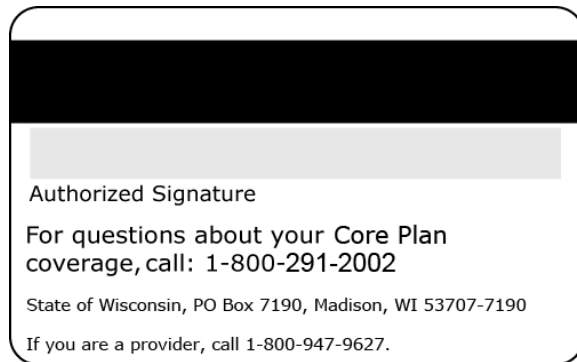 Authorized Signature
For questions about your Core Plan
coverage, call: 1-800-291-2002
State of Wisconsin, PO Box 7190, Madison, WI 53707-7190
If you are a provider, call 1-800-947-9627.